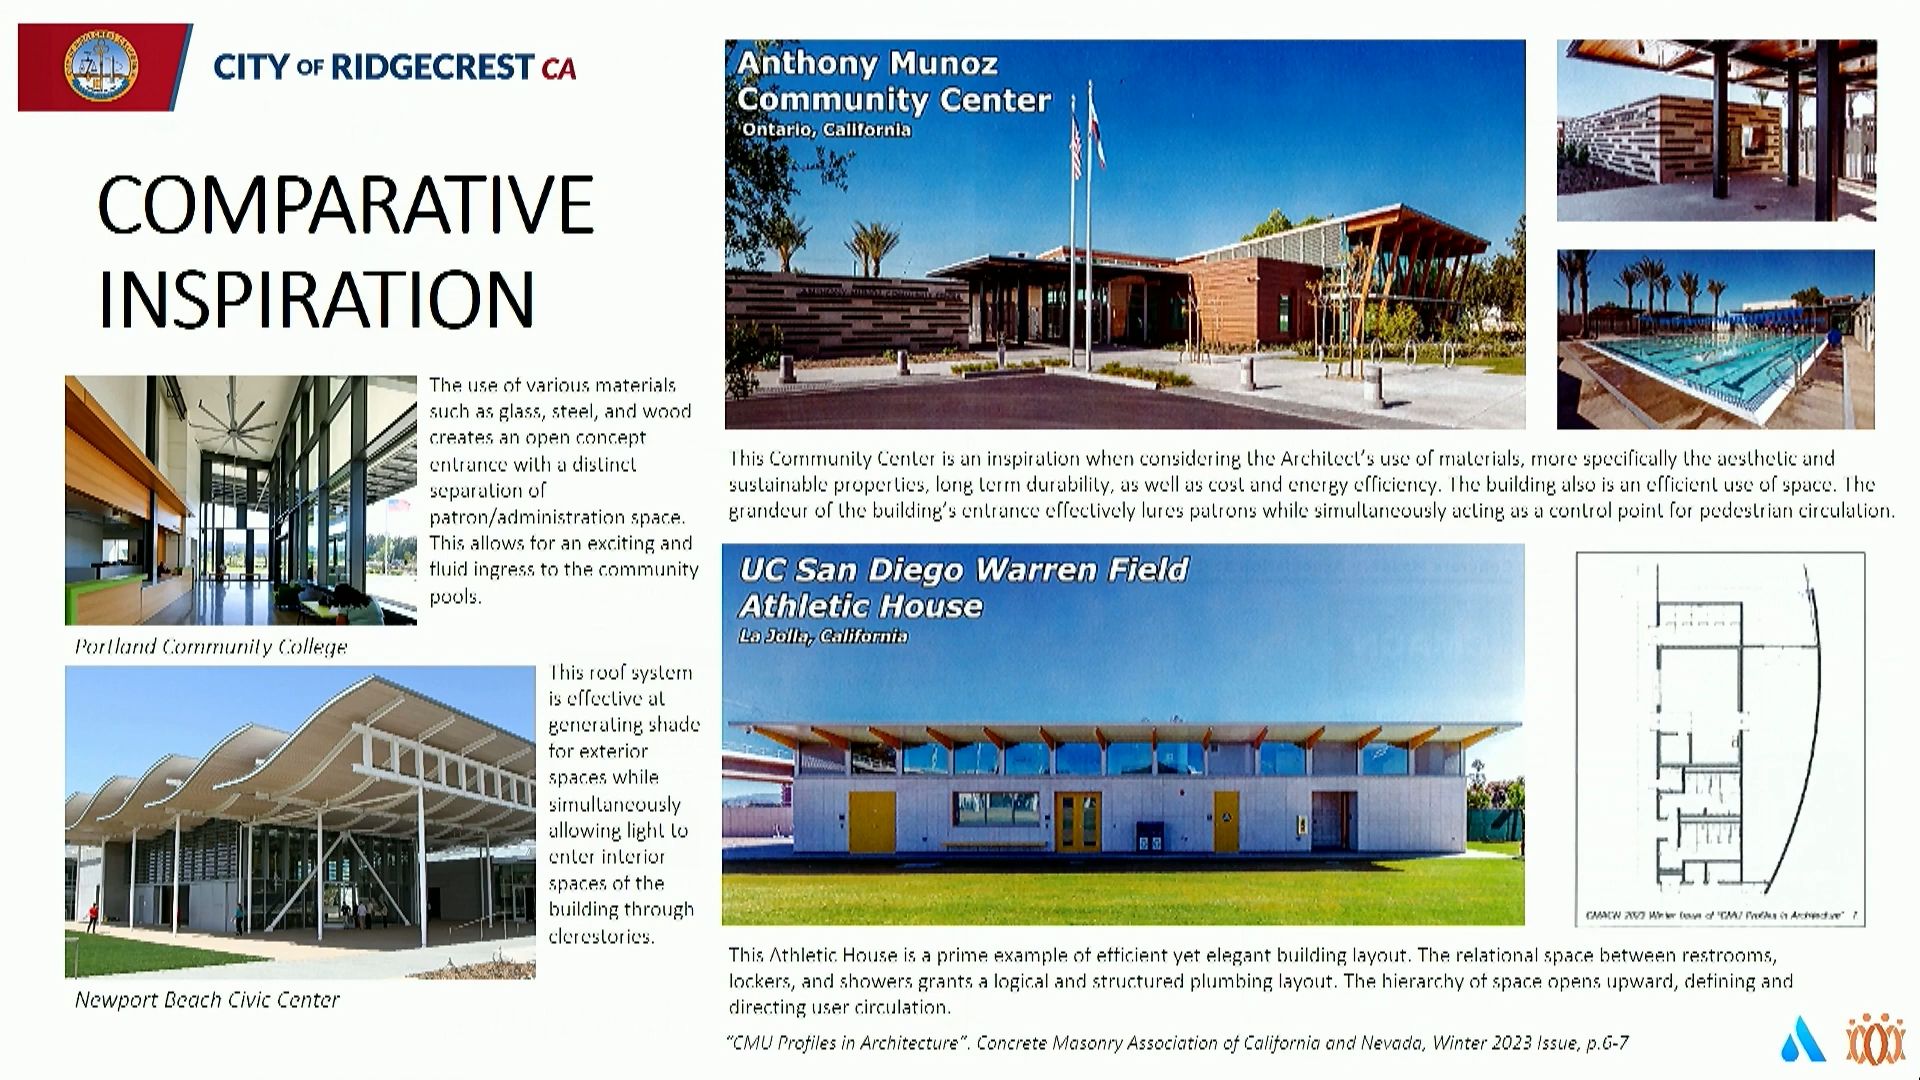 CITY OF RIDGECREST CA
COMPARATIVE
INSPIRATION
The use of various materials
such as glass, steel, and wood
creates an open concept
entrance with a distinct
separation of
patron/administration space.
This allows for an exciting and
fluid ingress to the community
pools.
Portland Community College
This roof system
is effective at
generating shade
for exterior
spaces while
simultaneously
allowing light to
enter interior
spaces of the
building through
clerestories.
Newport Beach Civic Center
Anthony Munoz
Community Center
Ontario, California
This Community Center is an inspiration when considering the Architect's use of materials, more specifically the aesthetic and
sustainable properties, long term durability, as well as cost and energy efficiency. The building also is an efficient use of space. The
grandeur of the building's entrance effectively lures patrons while simultaneously acting as a control point for pedestrian circulation.
UC San Diego Warren Field
Athletic House
La Jolla, California
CMACN 2023 Winter Issue of "CMU Profiles in Architecture" 7
This Athletic House is a prime example of efficient yet elegant building layout. The relational space between restrooms,
lockers, and showers grants a logical and structured plumbing layout. The hierarchy of space opens upward, defining and
directing user circulation.
"CMU Profiles in Architecture". Concrete Masonry Association of California and Nevada, Winter 2023 Issue, p.6-7